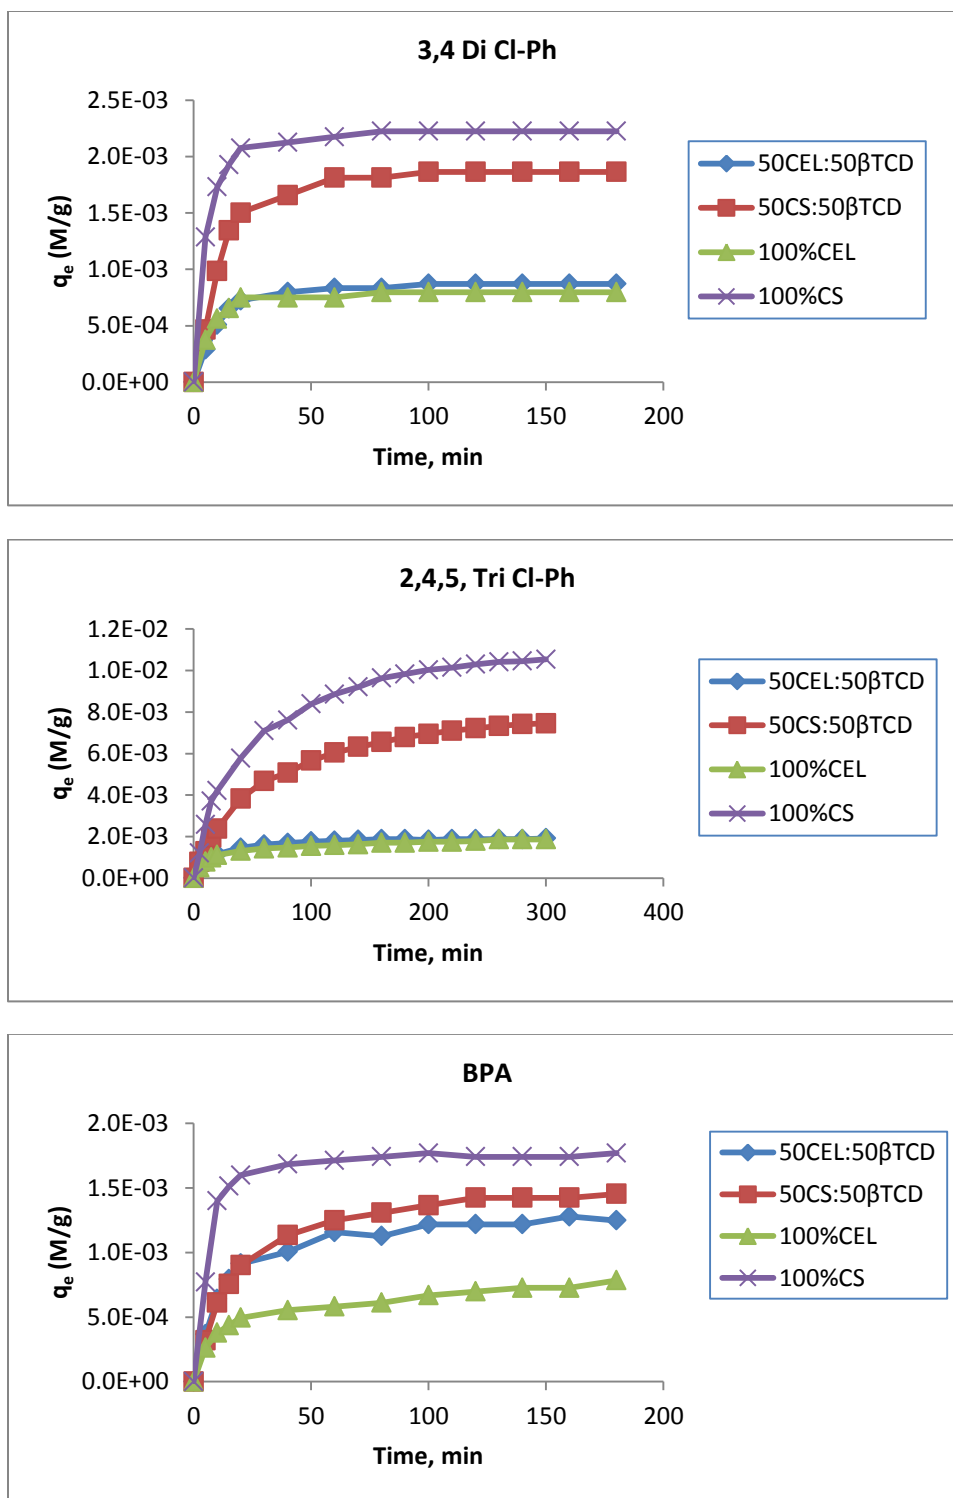 3,4 Di Cl-Ph
qe (M/g)
2.5E-03
2.0E-03
1.5E-03
1.0E-03
5.0E-04
0.0E+00
0 50 100 150 200
Time, min
50CEL:50βTCD
50CS:50βTCD
100%CEL
100%CS
2,4,5, Tri Cl-Ph
qe (M/g)
1.2E-02
1.0E-02
8.0E-03
6.0E-03
4.0E-03
2.0E-03
0.0E+00
0 100 200 300 400
Time, min
50CEL:50βTCD
50CS:50βTCD
100%CEL
100%CS
BPA
qe (M/g)
2.0E-03
1.5E-03
1.0E-03
5.0E-04
0.0E+00
0 50 100 150 200
Time, min
50CEL:50βTCD
50CS:50βTCD
100%CEL
100%CS